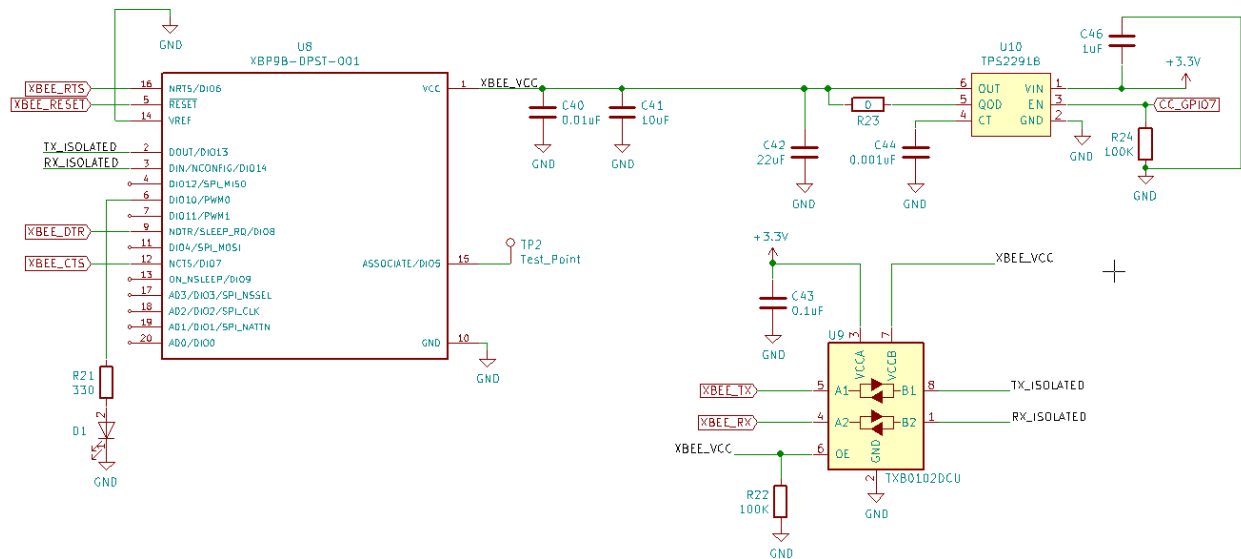 GND
U8
XBP9B-DPST-001
XBEE_RTS
16
NRTS/DIO6
XBEE_RESET
5
RESET
14
VREF
TX_ISOLATED
2
DOUT/DIO13
RX_ISOLATED
3
DIN/NCONFIG/DIO14
4
DIO12/SPI_MISO
6
DIO10/PWM0
7
DIO11/PWM1
XBEE_DTR
9
NDTR/SLEEP_RQ/DIO8
11
DIO4/SPI_MOSI
XBEE_CTS
12
NCTS/DIO7
13
ON_NSLEEP/DIO9
17
AD3/DIO3/SPI_NSSEL
18
AD2/DIO2/SPI_CLK
19
AD1/DIO1/SPI_NATTN
20
AD0/DIO0
VCC
1
XBEE_VCC
ASSOCIATE/DIO5
15
TP2
Test_Point
GND
10
GND
R21
330
2
D1
1
GND
C40
0.01uF
GND
C41
10uF
GND
C42
22uF
GND
R23
0
C44
0.001uF
GND
U10
TPS22918
6
OUT
5
QOD
4
CT
VIN
1
EN
3
GND
2
GND
C46
1uF
+3.3V
CC_GPIO7
R24
100K
GND
+3.3V
C43
0.1uF
GND
XBEE_VCC
U9
3
VCCA
7
VCCB
XBEE_TX
5
A1
B1
8
TX_ISOLATED
XBEE_RX
4
A2
B2
1
RX_ISOLATED
XBEE_VCC
6
OE
GND
2
TXB0102DCU
GND
R22
100K
GND